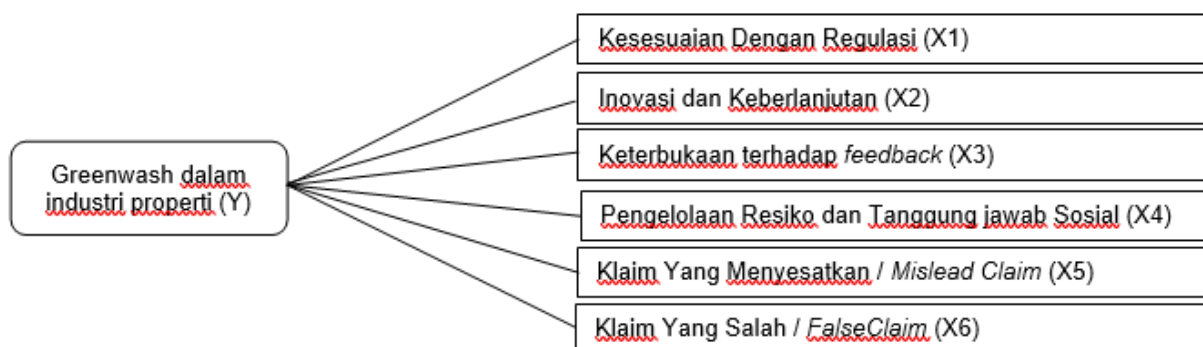 Kesesuaian Dengan Regulasi (X1)
Inovasi dan Keberlanjutan (X2)
Keterbukaan terhadap feedback (X3)
Greenwash dalam
industri properti (Y)
Pengelolaan Resiko dan Tanggung jawab Sosial (X4)
Klaim Yang Menyesatkan / Mislead Claim (X5)
Klaim Yang Salah / FalseClaim (X6)